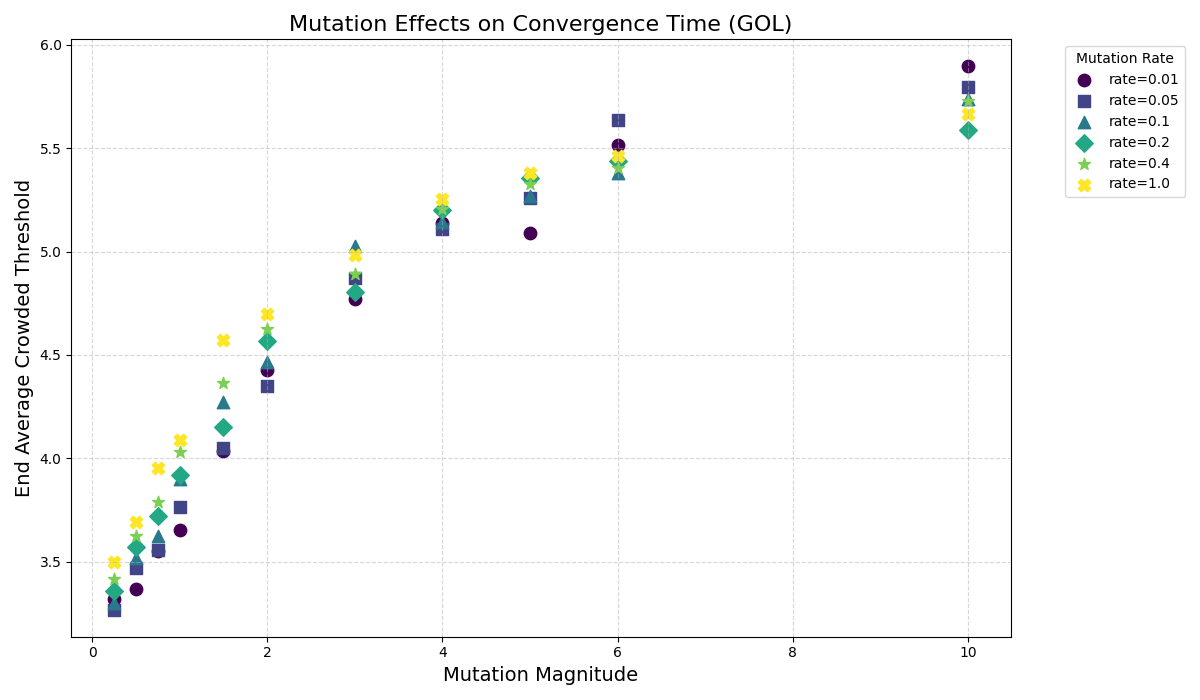 Mutation Effects on Convergence Time (GOL)
End Average Crowded Threshold
6.0
5.5
5.0
4.5
4.0
3.5
0 2 4 6 8 10
Mutation Magnitude
Mutation Rate
rate=0.01
rate=0.05
rate=0.1
rate=0.2
rate=0.4
rate=1.0